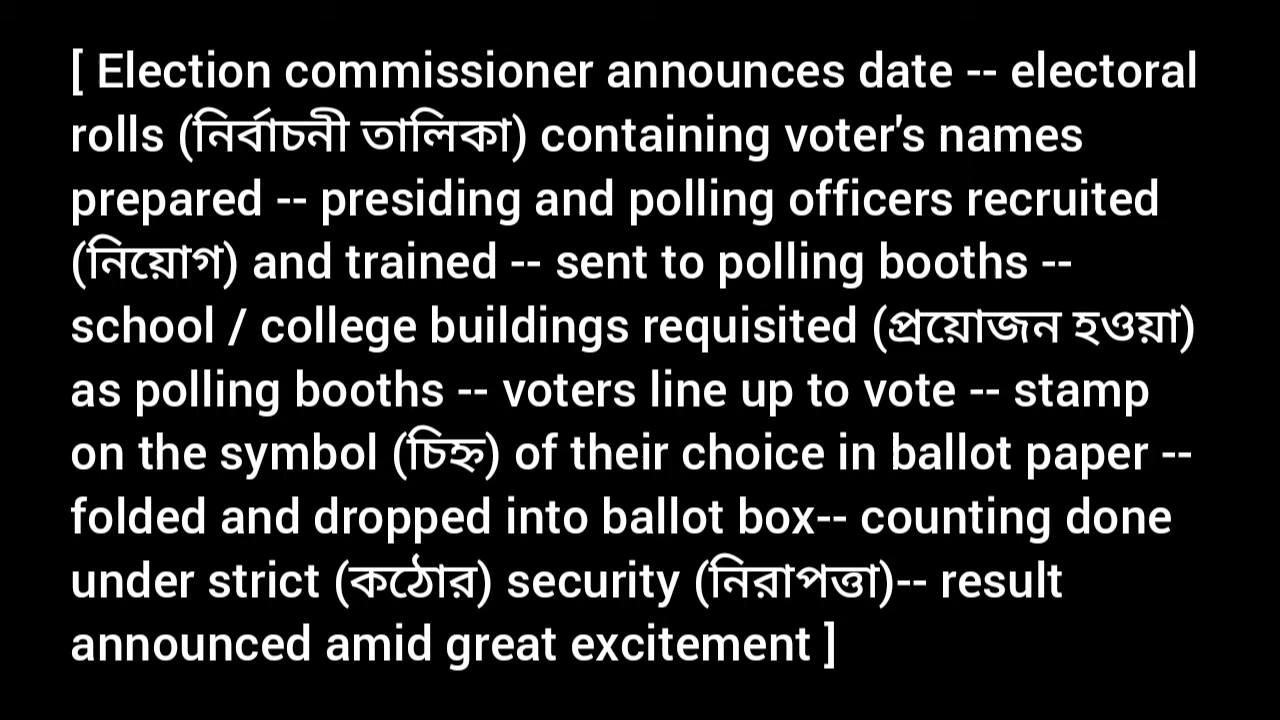 [ Election commissioner announces date -- electoral
rolls (নির্বাচনী তালিকা) containing voter's names
prepared -- presiding and polling officers recruited
(নিয়োগ) and trained -- sent to polling booths --
school / college buildings requisited (প্রয়োজন হওয়া)
as polling booths -- voters line up to vote -- stamp
on the symbol (চিহ্ন) of their choice in ballot paper --
folded and dropped into ballot box-- counting done
under strict (কঠোর) security (নিরাপত্তা)-- result
announced amid great excitement ]